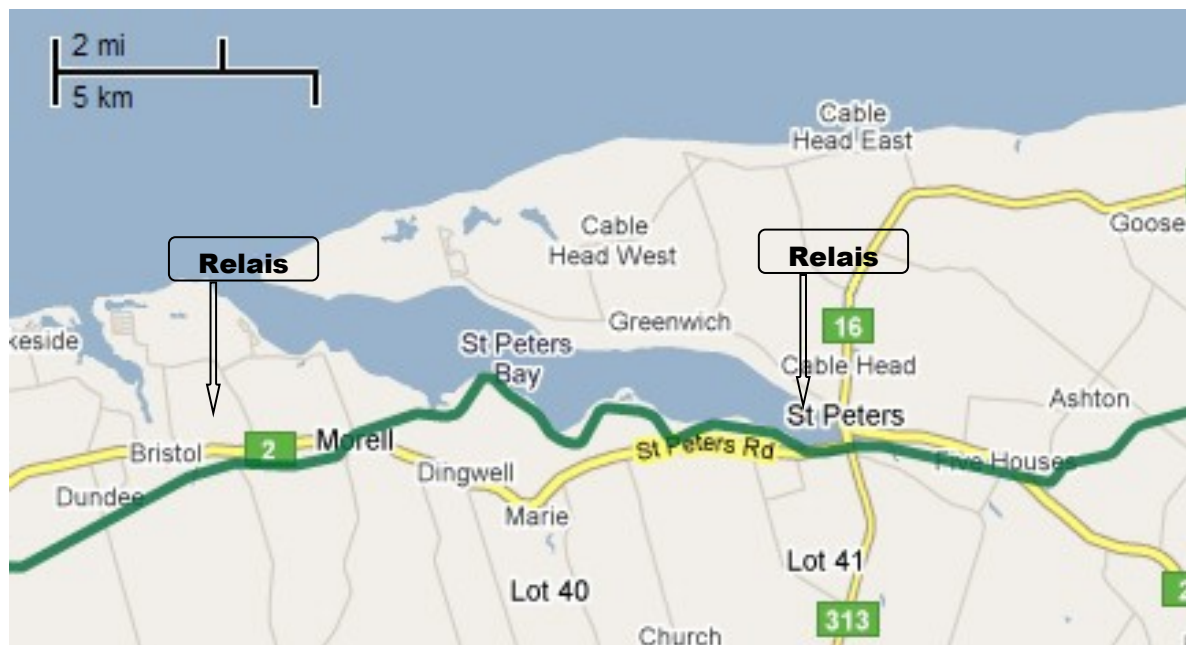 2 mi
5 km
Cable
Head East
Cable
Head West
Goose
Relais
Relais
keside
Greenwich
16
St Peters
Bay
Cable Head
Ashton
St Peters
Bristol
2
Morell
St Peters Rd
Dingwell
Five Houses
Dundee
Marie
Lot 41
Lot 40
2
313
Church